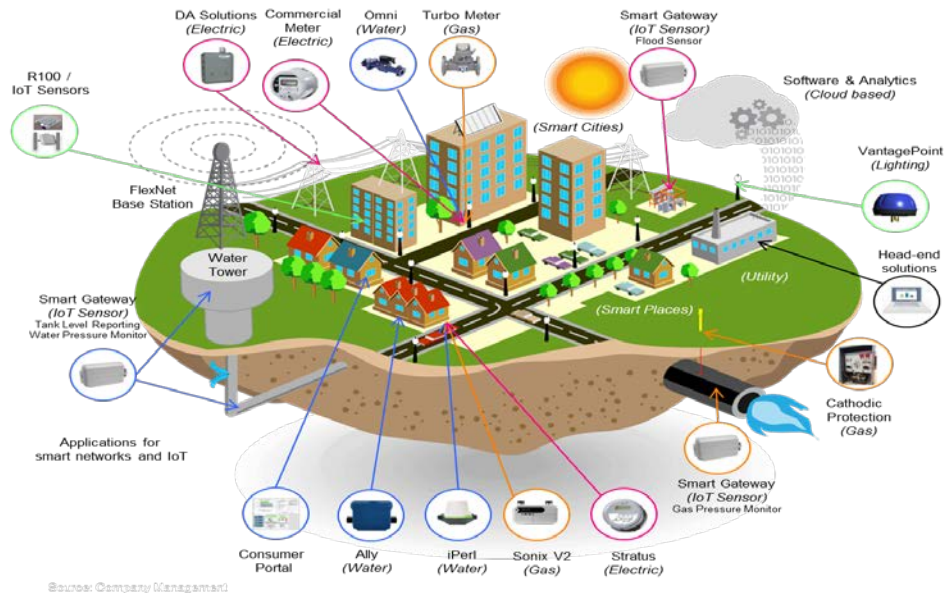 DA Solutions
(Electric)
Commercial
Meter
(Electric)
Omni
(Water)
Turbo Meter
(Gas)
Smart Gateway
(IoT Sensor)
Flood Sensor
R100 /
IoT Sensors
Software & Analytics
(Cloud based)
(Smart Cities)
VantagePoint
(Lighting)
FlexNet
Base Station
Water
Tower
Head-end
solutions
(Utility)
(Smart Places)
Smart Gateway
(IoT Sensor)
Tank Level Reporting
Water Pressure Monitor
Cathodic
Protection
(Gas)
Applications for
smart networks and IoT
Smart Gateway
(IoT Sensor)
Gas Pressure Monitor
Consumer
Portal
Ally
(Water)
iPerl
(Water)
Sonix V2
(Gas)
Stratus
(Electric)
Source: Company Management